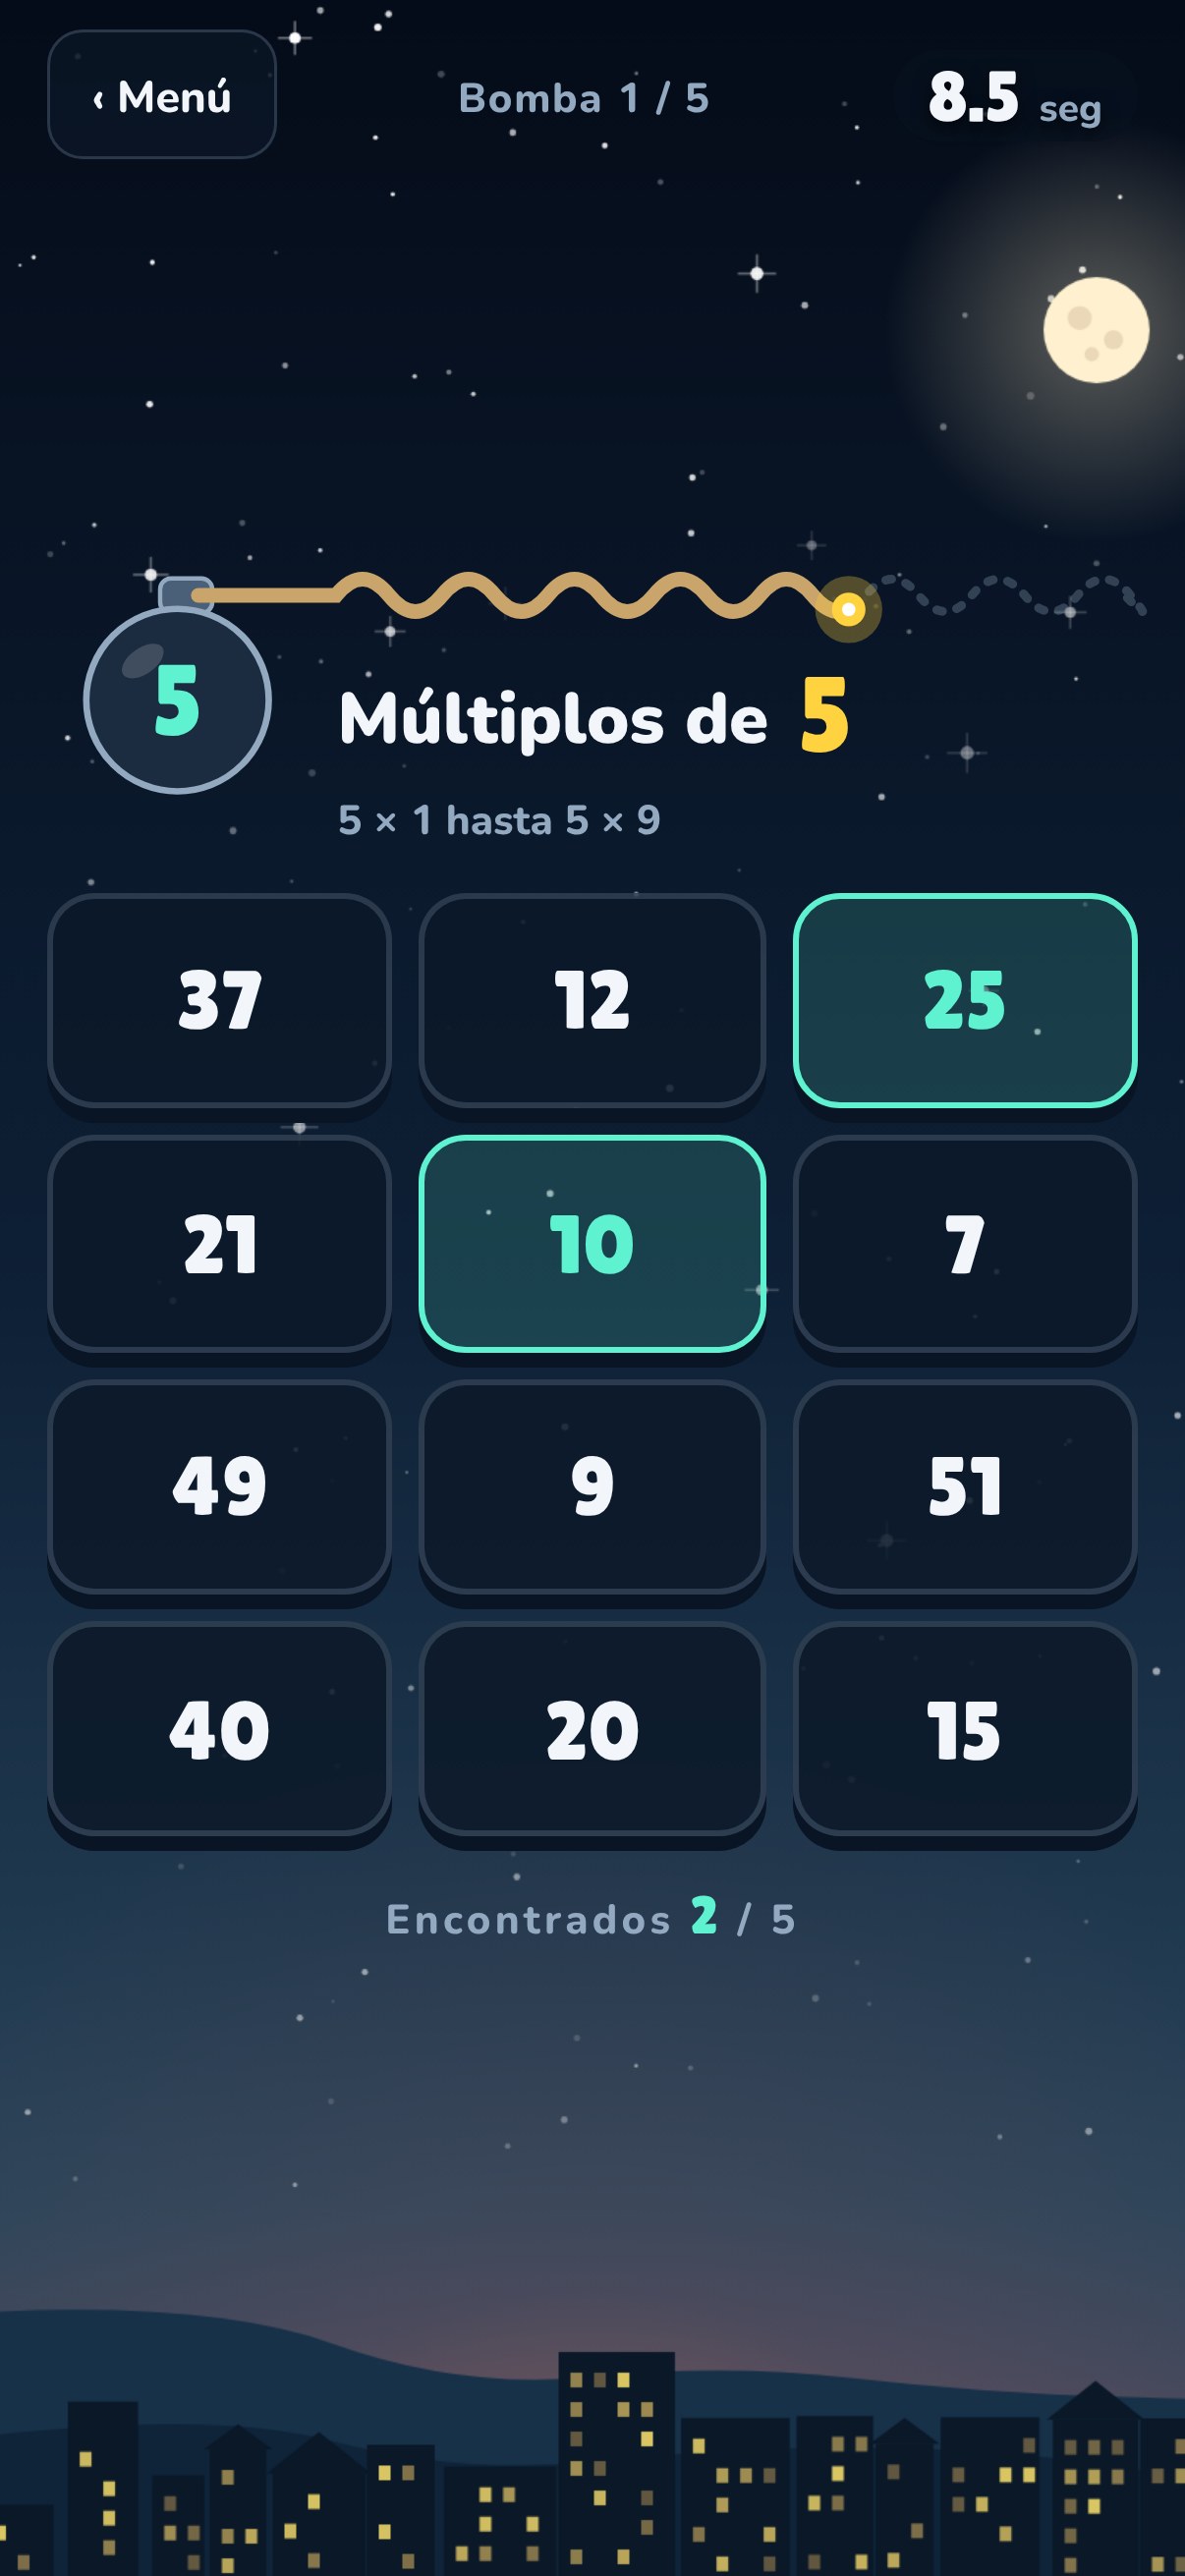 ‹ Menú
Bomba 1 / 5
8.5 seg
5
Múltiplos de 5
5 × 1 hasta 5 × 9
37 12 25
21 10 7
49 9 51
40 20 15
Encontrados 2 / 5